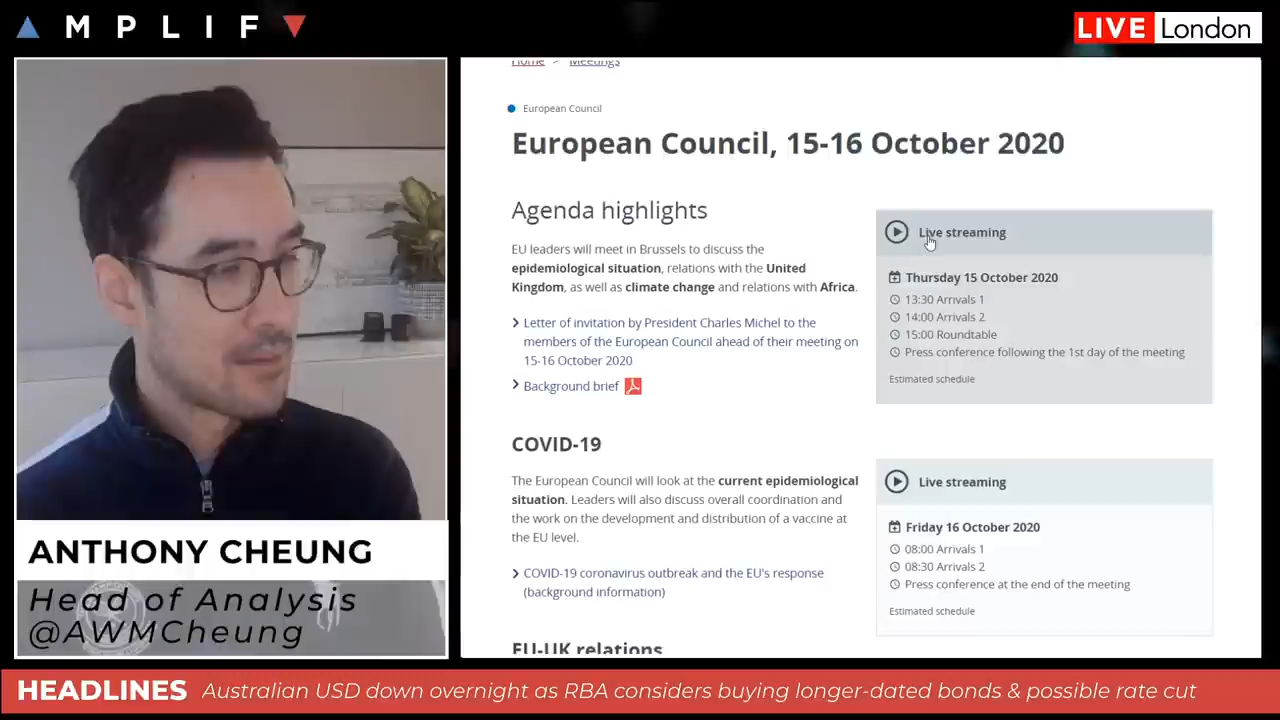 AMPLIFY
LIVE London
Home > Meetings
European Council
European Council, 15-16 October 2020
Agenda highlights
EU leaders will meet in Brussels to discuss the
epidemiological situation, relations with the United
Kingdom, as well as climate change and relations with Africa.
Letter of invitation by President Charles Michel to the
members of the European Council ahead of their meeting on
15-16 October 2020
Background brief
COVID-19
The European Council will look at the current epidemiological
situation. Leaders will also discuss overall coordination and
the work on the development and distribution of a vaccine at
the EU level.
COVID-19 coronavirus outbreak and the EU's response
(background information)
EU-UK relations
Live streaming
Thursday 15 October 2020
13:30 Arrivals 1
14:00 Arrivals 2
15:00 Roundtable
Press conference following the 1st day of the meeting
Estimated schedule
Live streaming
Friday 16 October 2020
08:00 Arrivals 1
08:30 Arrivals 2
Press conference at the end of the meeting
Estimated schedule
ANTHONY CHEUNG
Head of Analysis
@AWMCheung
HEADLINES Australian USD down overnight as RBA considers buying longer-dated bonds & possible rate cut